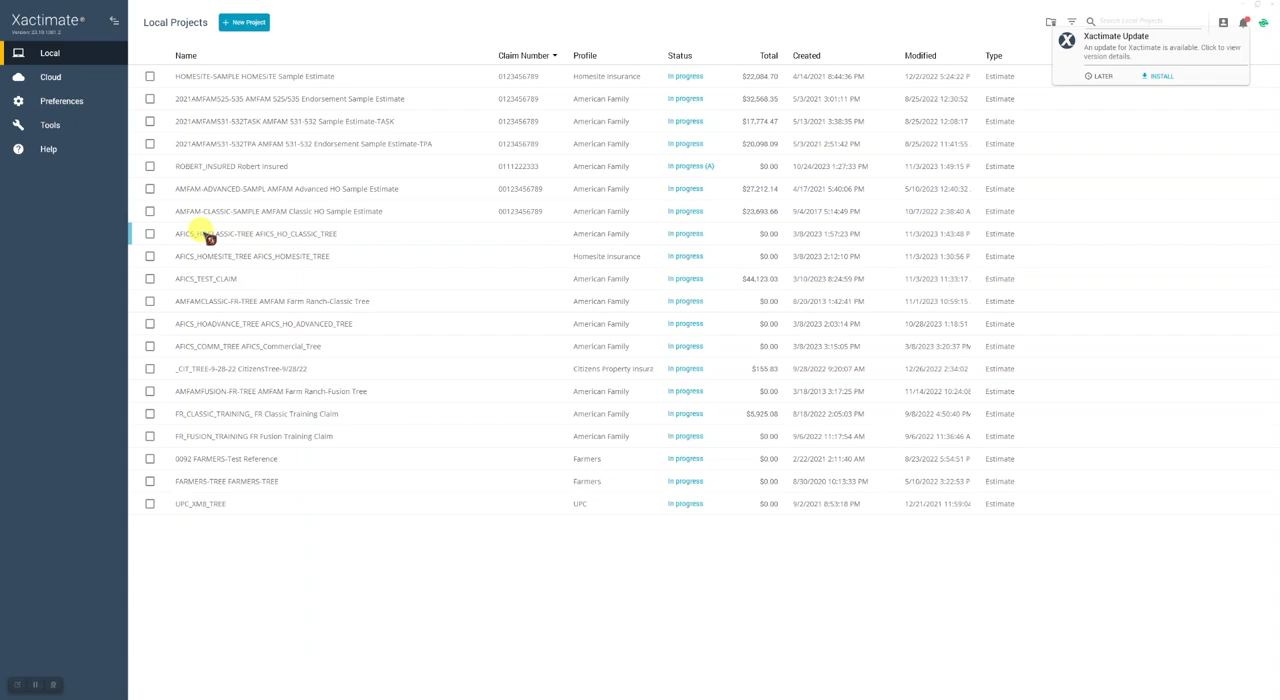 Xactimate®
Version: 23.10.1001.2
Local
Cloud
Preferences
Tools
Help
Local Projects
+ New Project
Search Local Projects
Xactimate Update
An update for Xactimate is available. Click to view version details.
LATER INSTALL
Name Claim Number Profile Status Total Created Modified Type
HOMESITE-SAMPLE HOMESITE Sample Estimate 0123456789 Homesite Insurance In progress $22,084.70 4/14/2021 8:44:36 PM 12/2/2022 5:24:22 P Estimate
2021AMFAM525-535 AMFAM 525/535 Endorsement Sample Estimate 0123456789 American Family In progress $32,568.35 5/3/2021 3:01:11 PM 8/25/2022 12:30:52 Estimate
2021AMFAM531-532TASK AMFAM 531-532 Sample Estimate-TASK 0123456789 American Family In progress $17,774.47 5/13/2021 3:38:35 PM 8/25/2022 12:08:17 Estimate
2021AMFAM531-532TPA AMFAM 531-532 Endorsement Sample Estimate-TPA 0123456789 American Family In progress $20,098.09 5/3/2021 2:51:42 PM 8/25/2022 11:41:55 Estimate
ROBERT_INSURED Robert Insured 0111222333 American Family In progress (A) $0.00 10/24/2023 1:27:33 PM 11/3/2023 1:49:15 P Estimate
AMFAM-ADVANCED-SAMPL AMFAM Advanced HO Sample Estimate 00123456789 American Family In progress $27,212.14 4/17/2021 5:40:06 PM 5/10/2023 12:40:32 Estimate
AMFAM-CLASSIC-SAMPLE AMFAM Classic HO Sample Estimate 00123456789 American Family In progress $23,693.66 9/4/2017 5:14:49 PM 10/7/2022 2:38:40 A Estimate
AFICS_HOCLASSIC-TREE AFICS_HO_CLASSIC_TREE American Family In progress $0.00 3/8/2023 1:57:23 PM 11/3/2023 1:43:48 P Estimate
AFICS_HOMESITE_TREE AFICS_HOMESITE_TREE Homesite Insurance In progress $0.00 3/8/2023 2:12:10 PM 11/3/2023 1:30:56 P Estimate
AFICS_TEST_CLAIM American Family In progress $44,123.03 3/10/2023 8:24:59 PM 11/3/2023 11:33:17 Estimate
AMFAMCLASSIC-FR-TREE AMFAM Farm Ranch-Classic Tree American Family In progress $0.00 8/20/2013 1:42:41 PM 11/1/2023 10:59:15 Estimate
AFICS_HOADVANCE_TREE AFICS_HO_ADVANCED_TREE American Family In progress $0.00 3/8/2023 2:03:14 PM 10/28/2023 1:18:51 Estimate
AFICS_COMM_TREE AFICS_Commercial_Tree American Family In progress $0.00 3/8/2023 3:15:05 PM 3/8/2023 3:20:37 PM Estimate
_CIT_TREE-9-28-22 CitizensTree-9/28/22 Citizens Property Insura In progress $155.83 9/28/2022 9:20:07 AM 12/26/2022 2:34:02 Estimate
AMFAMFUSION-FR-TREE AMFAM Farm Ranch-Fusion Tree American Family In progress $0.00 3/18/2013 3:17:25 PM 11/14/2022 10:24:08 Estimate
FR_CLASSIC_TRAINING_ FR Classic Training Claim American Family In progress $5,925.08 8/18/2022 2:05:03 PM 9/8/2022 4:50:40 PM Estimate
FR_FUSION_TRAINING FR Fusion Training Claim American Family In progress $0.00 9/6/2022 11:17:54 AM 9/6/2022 11:36:46 A Estimate
0092 FARMERS-Test Reference Farmers In progress $0.00 2/22/2021 2:11:40 AM 8/23/2022 5:54:51 P Estimate
FARMERS-TREE FARMERS-TREE Farmers In progress $0.00 8/30/2020 10:13:33 PM 5/10/2022 3:22:53 P Estimate
UPC_XM8_TREE UPC In progress $0.00 9/2/2021 8:53:18 PM 12/21/2021 11:59:04 Estimate